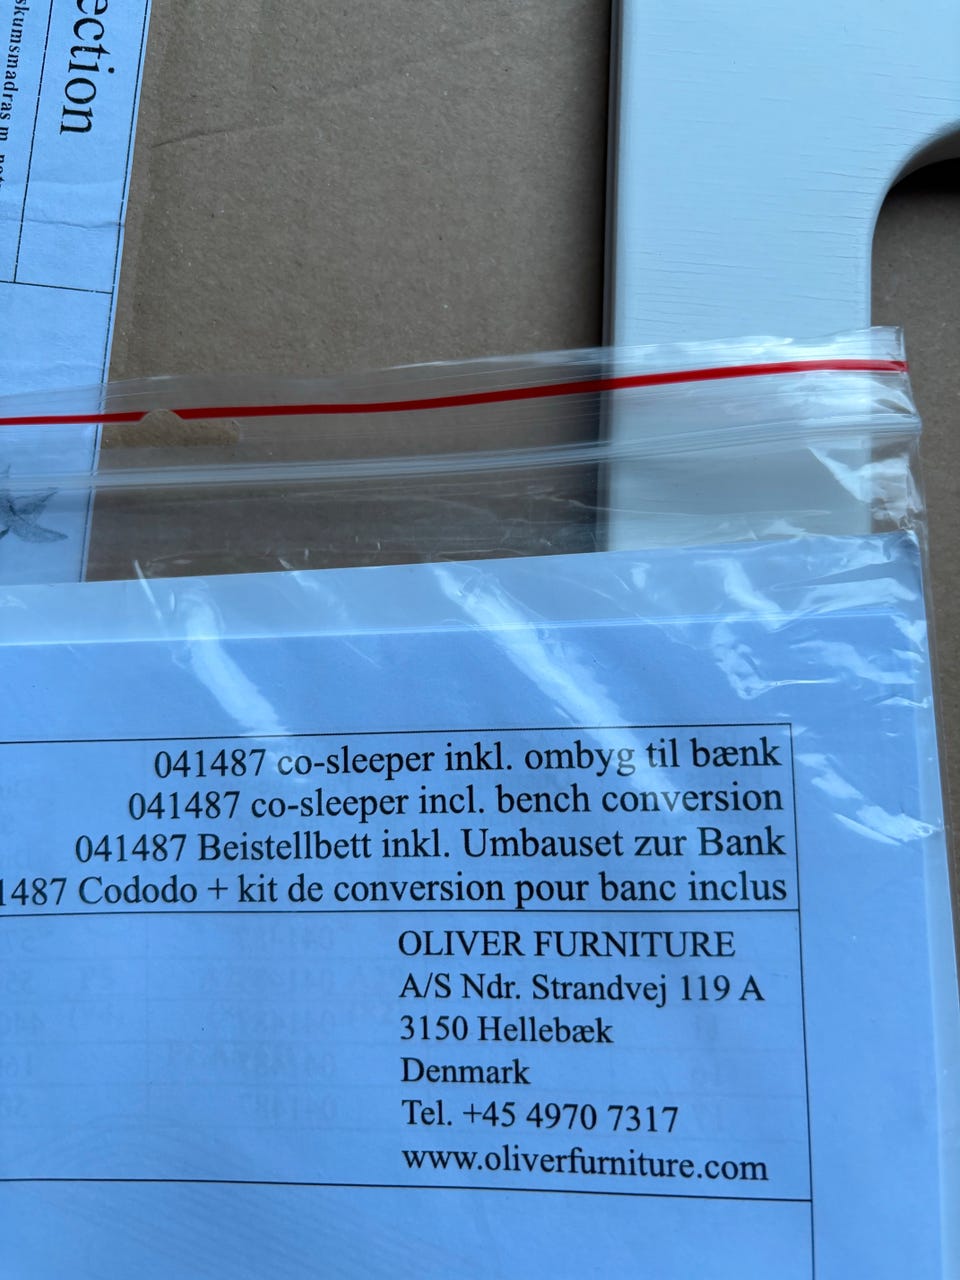 ection
skumsmadras m.
041487 co-sleeper inkl. ombyg til bænk
041487 co-sleeper incl. bench conversion
041487 Beistellbett inkl. Umbauset zur Bank
1487 Cododo + kit de conversion pour banc inclus
OLIVER FURNITURE
A/S Ndr. Strandvej 119 A
3150 Hellebæk
Denmark
Tel. +45 4970 7317
www.oliverfurniture.com